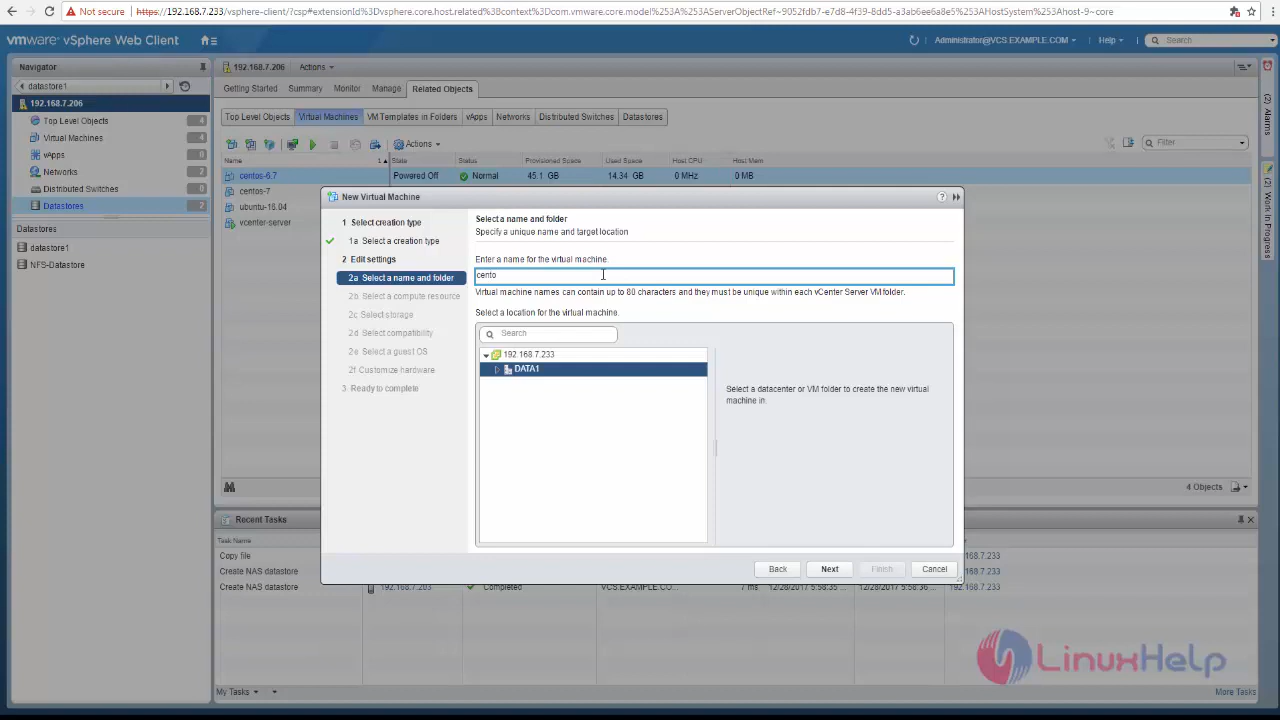 Not secure https://192.168.7.233/vsphere-client/?csp#extensionId%3Dvsphere.core.host.related%3Bcontext%3Dcom.vmware.core.model%253A%253AServerObjectRef~9052fdb7-e7d8-4f39-8dd5-a3ab6ee6a8e5%253AHostSystem%253Ahost-9~core
vmware® vSphere Web Client Administrator@VCS.EXAMPLE.COM Help Search
Navigator
192.168.7.206 Actions
datastore1
Getting Started Summary Monitor Manage Related Objects
192.168.7.206
Top Level Objects 4
Virtual Machines 4
vApps 0
Networks 2
Distributed Switches 0
Datastores 2
Top Level Objects Virtual Machines VM Templates in Folders vApps Networks Distributed Switches Datastores
Actions Filter
Name 1 State Status Provisioned Space Used Space Host CPU Host Mem
centos-6.7 Powered Off Normal 45.1 GB 14.34 GB 0 MHz 0 MB
centos-7
ubuntu-16.04
vcenter-server
Datastores
datastore1
NFS-Datastore
(2) Alarms
(2) Work In Progress
New Virtual Machine
1 Select creation type
1a Select a creation type
2 Edit settings
2a Select a name and folder
2b Select a compute resource
2c Select storage
2d Select compatibility
2e Select a guest OS
2f Customize hardware
3 Ready to complete
Select a name and folder
Specify a unique name and target location
Enter a name for the virtual machine.
cento
Virtual machine names can contain up to 80 characters and they must be unique within each vCenter Server VM folder.
Select a location for the virtual machine.
Search
192.168.7.233
DATA1
Select a datacenter or VM folder to create the new virtual
machine in.
Back Next Finish Cancel
4 Objects
Recent Tasks
Task Name
Copy file 192.168.7.233
Create NAS datastore 192.168.7.233
Create NAS datastore 192.168.7.203 Completed VCS.EXAMPLE.CO... 7 ms 192.168.7.233
My Tasks More Tasks
LinuxHelp